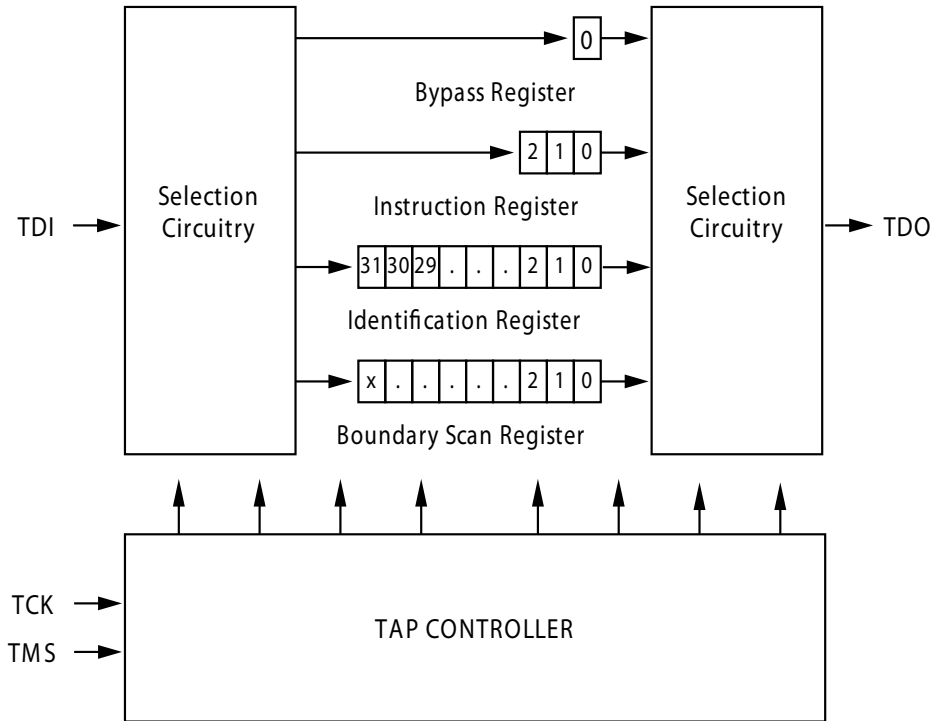 0
Bypass Register
2 1 0
Instruction Register
TDI
Selection
Circuitry
Selection
Circuitry
TDO
31 30 29 . . . 2 1 0
Identification Register
x . . . . . 2 1 0
Boundary Scan Register
TCK
TMS
TAP CONTROLLER